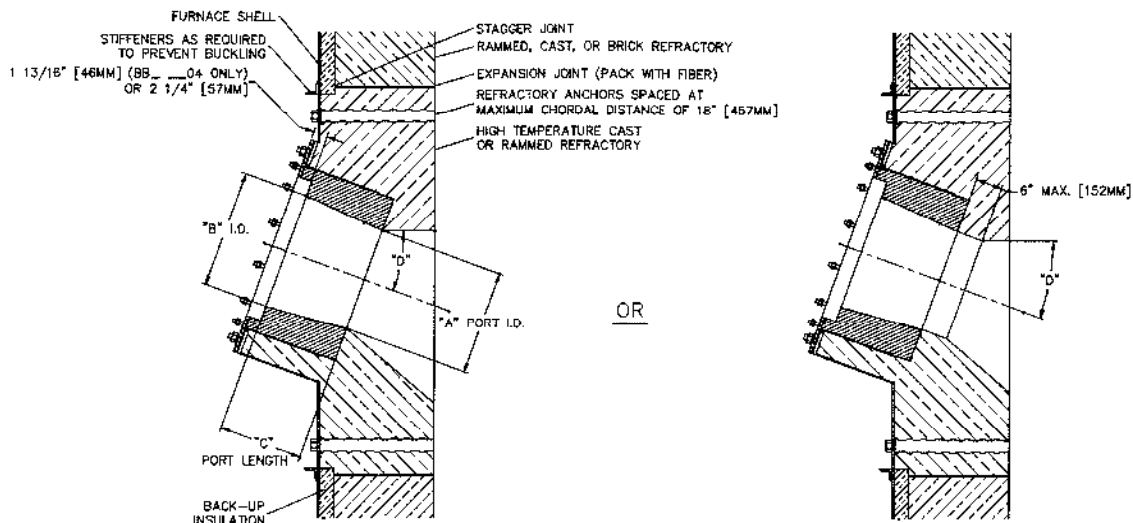 FURNACE SHELL
STIFFENERS AS REQUIRED
TO PREVENT BUCKLING
1 13/16" [46MM] (BB_ __04 ONLY)
OR 2 1/4" [57MM]
STAGGER JOINT
RAMMED, CAST, OR BRICK REFRACTORY
EXPANSION JOINT (PACK WITH FIBER)
REFRACTORY ANCHORS SPACED AT
MAXIMUM CHORDAL DISTANCE OF 18" [457MM]
HIGH TEMPERATURE CAST
OR RAMMED REFRACTORY
6" MAX. [152MM]
"B" I.D.
"D"
"A" PORT I.D.
"D"
OR
"C"
PORT LENGTH
BACK-UP
INSULATION